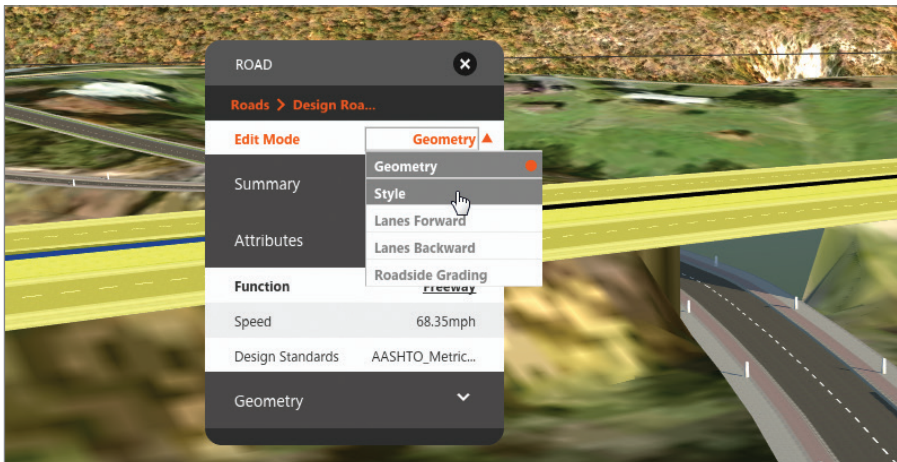 ROAD
Roads > Design Roa...
Edit Mode Geometry
Geometry
Summary
Style
Lanes Forward
Attributes
Lanes Backward
Roadside Grading
Function Freeway
Speed 68.35mph
Design Standards AASHTO_Metric...
Geometry